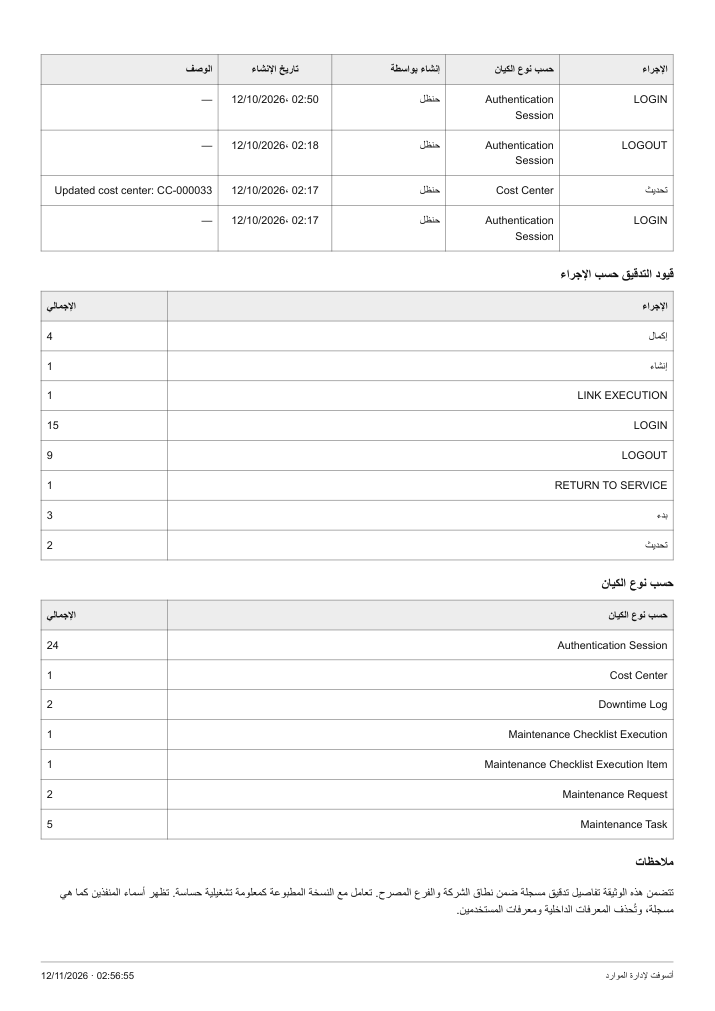 الإجراء حسب نوع الكيان إنشاء بواسطة تاريخ الإنشاء الوصف
LOGIN Authentication Session حنظل 12/10/2026، 02:50 —
LOGOUT Authentication Session حنظل 12/10/2026، 02:18 —
تحديث Cost Center حنظل 12/10/2026، 02:17 Updated cost center: CC-000033
LOGIN Authentication Session حنظل 12/10/2026، 02:17 —
قيود التدقيق حسب الإجراء
الإجراء الإجمالي
إكمال 4
إنشاء 1
LINK EXECUTION 1
LOGIN 15
LOGOUT 9
RETURN TO SERVICE 1
بدء 3
تحديث 2
حسب نوع الكيان
حسب نوع الكيان الإجمالي
Authentication Session 24
Cost Center 1
Downtime Log 2
Maintenance Checklist Execution 1
Maintenance Checklist Execution Item 1
Maintenance Request 2
Maintenance Task 5
ملاحظات
تتضمن هذه الوثيقة تفاصيل تدقيق مسجلة ضمن نطاق الشركة والفرع المصرح. تعامل مع النسخة المطبوعة كمعلومة تشغيلية حساسة. تظهر أسماء المنفذين كما هي
مسجلة، وتُحذف المعرفات الداخلية ومعرفات المستخدمين.
أتسوفت لإدارة الموارد 12/11/2026 · 02:56:55